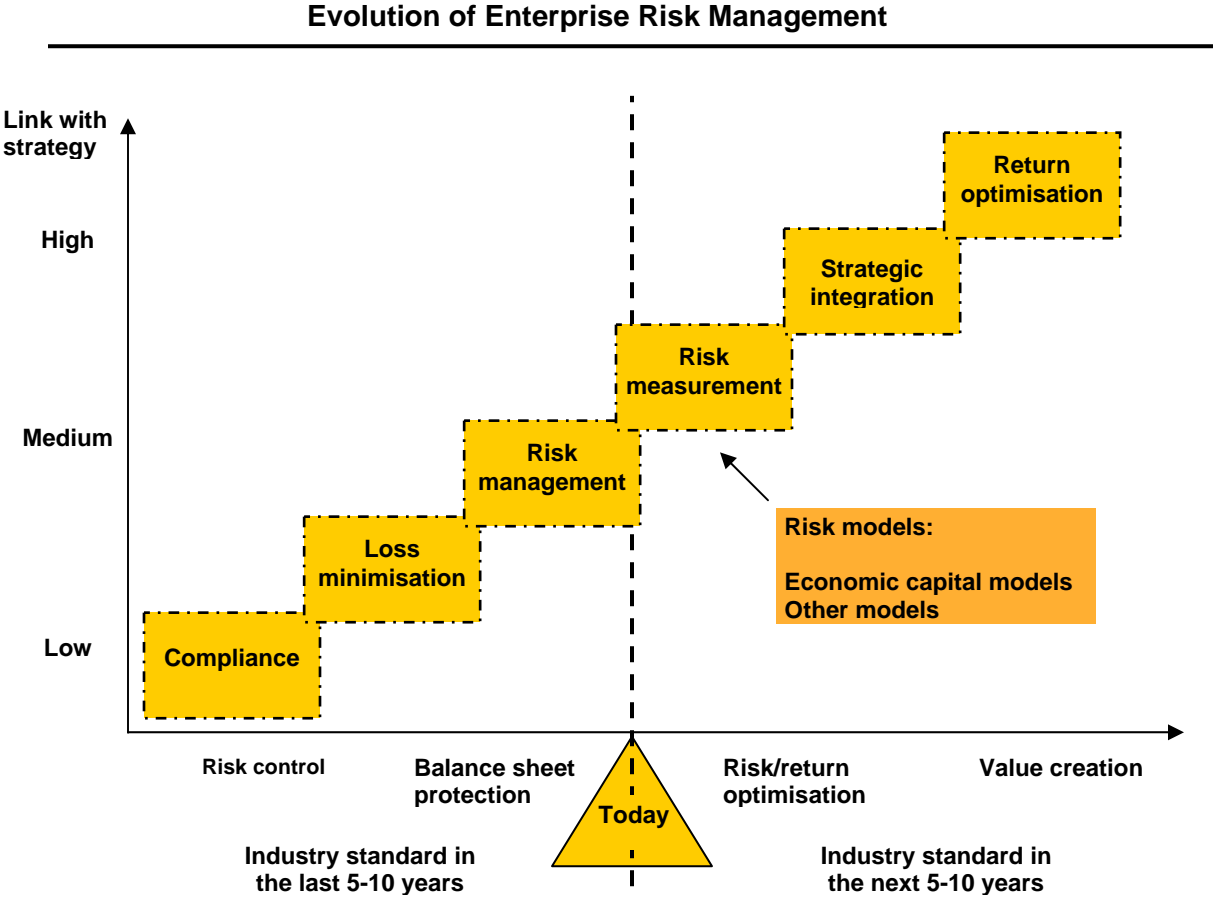 Evolution of Enterprise Risk Management
Link with
strategy
High
Medium
Low
Return
optimisation
Strategic
integration
Risk
measurement
Risk
management
Loss
minimisation
Compliance
Risk models:
Economic capital models
Other models
Risk control
Balance sheet
protection
Risk/return
optimisation
Value creation
Today
Industry standard in
the last 5-10 years
Industry standard in
the next 5-10 years